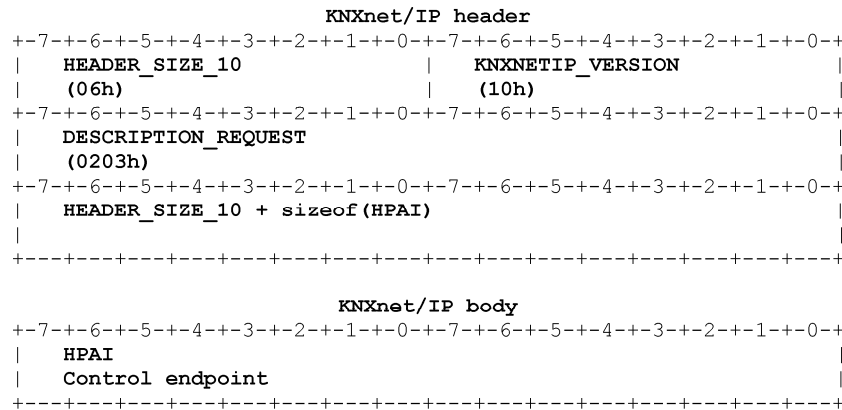 KNXnet/IP header
+-7-+-6-+-5-+-4-+-3-+-2-+-1-+-0-+-7-+-6-+-5-+-4-+-3-+-2-+-1-+-0-+
| HEADER_SIZE_10 | KNXNETIP_VERSION |
| (06h) | (10h) |
+-7-+-6-+-5-+-4-+-3-+-2-+-1-+-0-+-7-+-6-+-5-+-4-+-3-+-2-+-1-+-0-+
| DESCRIPTION_REQUEST |
| (0203h) |
+-7-+-6-+-5-+-4-+-3-+-2-+-1-+-0-+-7-+-6-+-5-+-4-+-3-+-2-+-1-+-0-+
| HEADER_SIZE_10 + sizeof(HPAI) |
| |
+---+---+---+---+---+---+---+---+---+---+---+---+---+---+---+---+
KNXnet/IP body
+-7-+-6-+-5-+-4-+-3-+-2-+-1-+-0-+-7-+-6-+-5-+-4-+-3-+-2-+-1-+-0-+
| HPAI |
| Control endpoint |
+---+---+---+---+---+---+---+---+---+---+---+---+---+---+---+---+